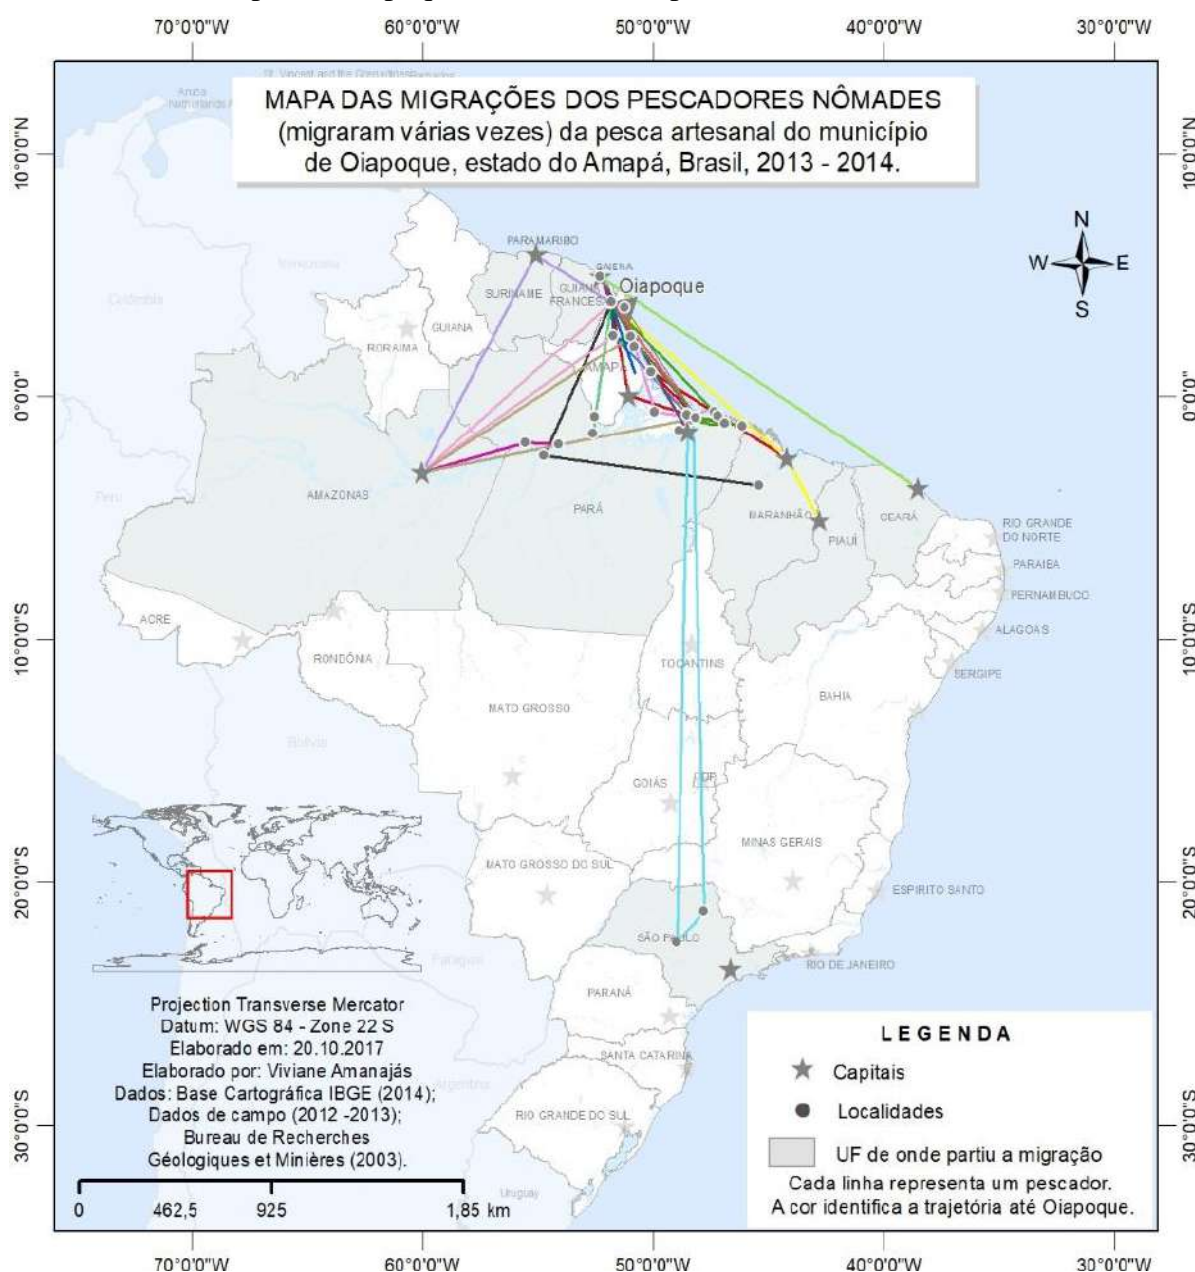 70°0'0"W 60°0'0"W 50°0'0"W 40°0'0"W 30°0'0"W
MAPA DAS MIGRAÇÕES DOS PESCADORES NÔMADES
(migraram várias vezes) da pesca artesanal do município
de Oiapoque, estado do Amapá, Brasil, 2013 - 2014.
10°0'0"N
10°0'0"N
N
W E
S
PARAMARIBO
Venezuela
Colômbia
SURINAME
GUIANA
FRANCESA
Oiapoque
GUIANA
RORAIMA
AMAPÁ
0°0'0"
0°0'0"
Peru
AMAZONAS
PARÁ
MARANHÃO
PIAUÍ
CEARÁ
RIO GRANDE
DO NORTE
PARAIBA
PERNAMBUCO
ALAGOAS
SERGIPE
ACRE
RONDÔNIA
TOCANTINS
BAHIA
10°0'0"S
10°0'0"S
MATO GROSSO
Bolívia
GOIÁS
DF
MINAS GERAIS
MATO GROSSO DO SUL
ESPIRITO SANTO
20°0'0"S
20°0'0"S
SÃO PAULO
RIO DE JANEIRO
Paraguai
PARANÁ
SANTA CATARINA
Argentina
RIO GRANDE DO SUL
Uruguay
30°0'0"S
30°0'0"S
Projection Transverse Mercator
Datum: WGS 84 - Zone 22 S
Elaborado em: 20.10.2017
Elaborado por: Viviane Amanajás
Dados: Base Cartográfica IBGE (2014);
Dados de campo (2012 -2013);
Bureau de Recherches
Géologiques et Minières (2003).
0 462,5 925 1,85 km
LEGENDA
Capitais
Localidades
UF de onde partiu a migração
Cada linha representa um pescador.
A cor identifica a trajetória até Oiapoque.
70°0'0"W 60°0'0"W 50°0'0"W 40°0'0"W 30°0'0"W